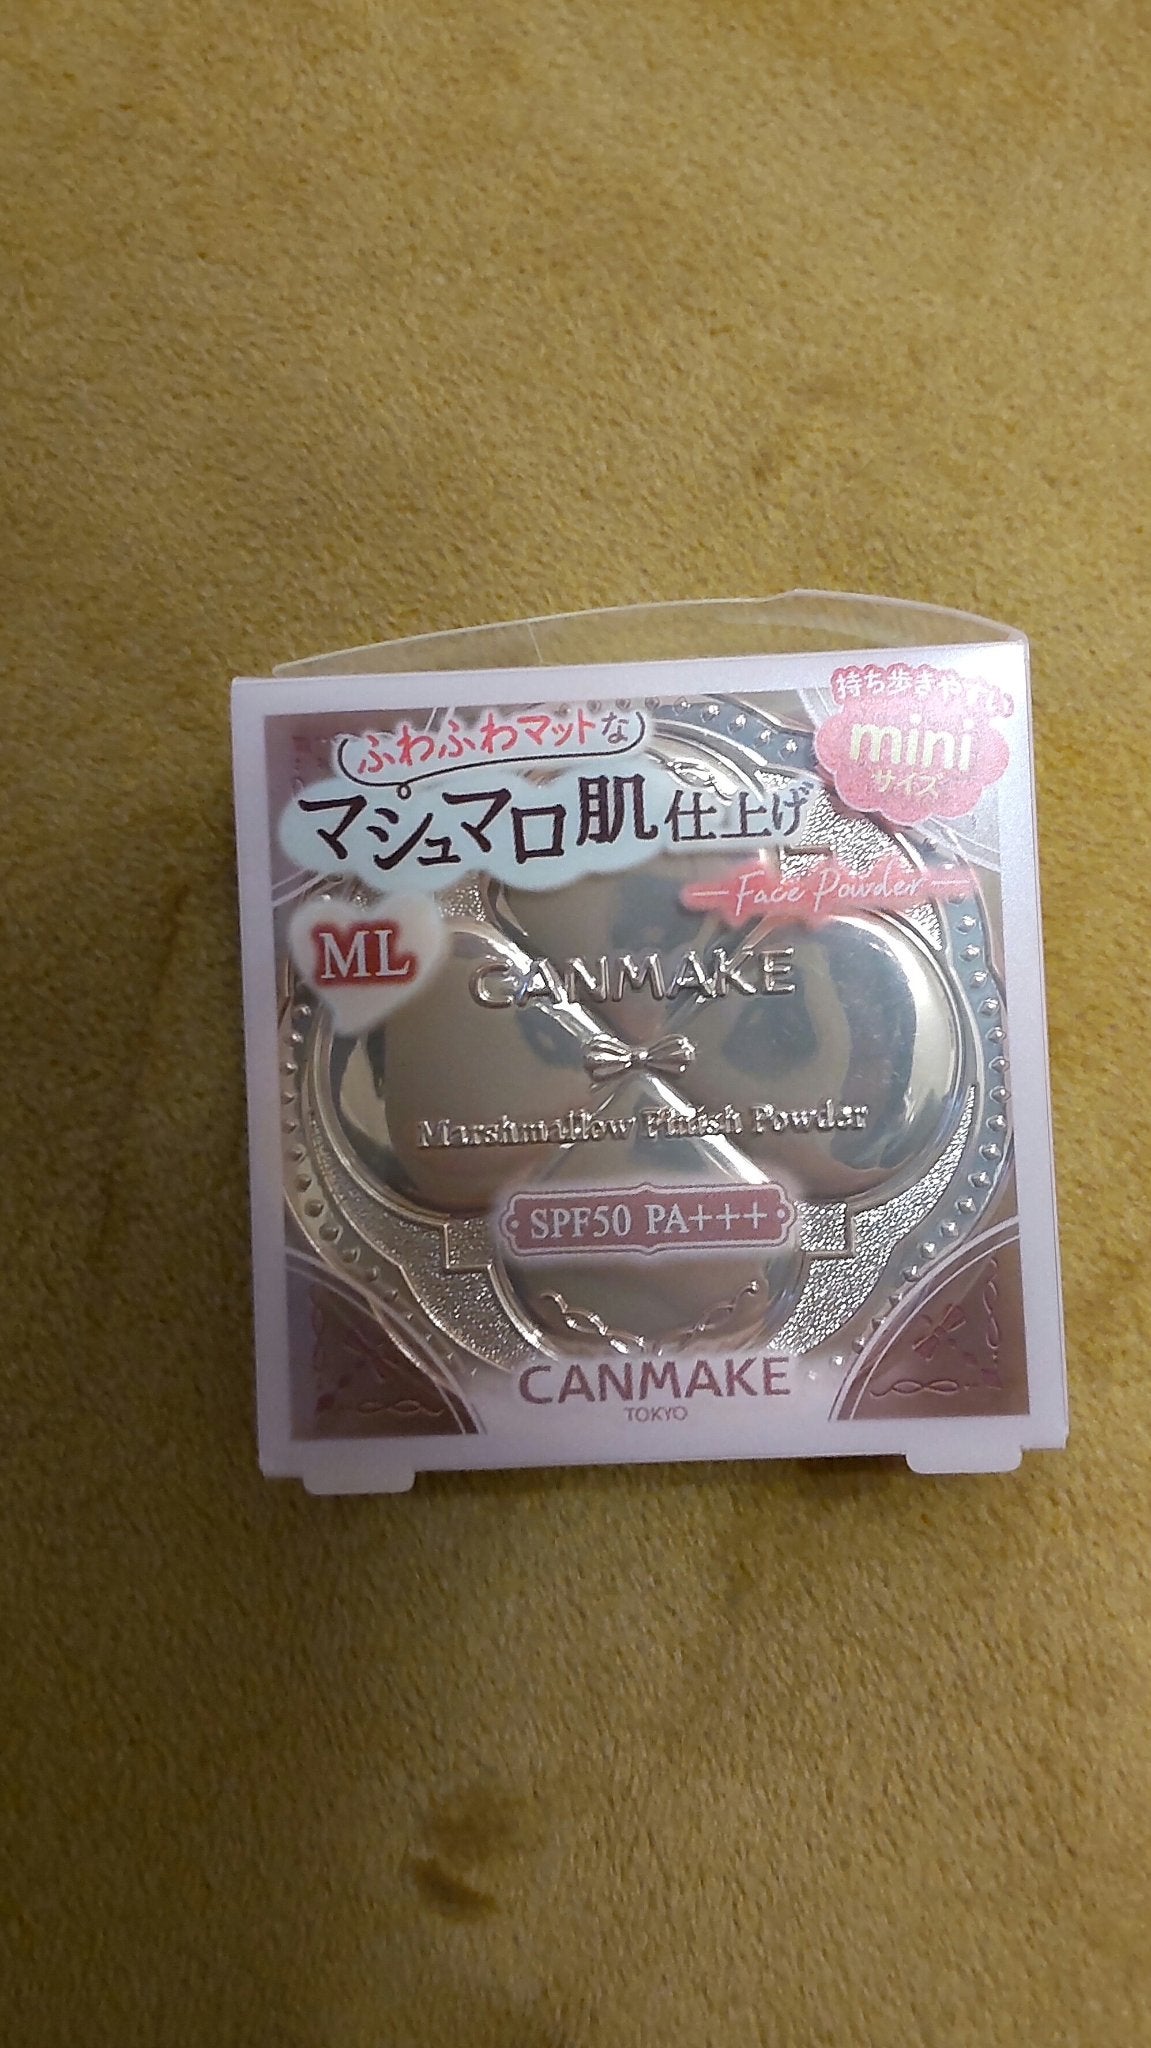 持ち歩きやすい
mini
サイズ
ふわふわマットな
マシュマロ肌仕上げ
Face Powder
ML
CANMAKE
Marshmallow Finish Powder
SPF50 PA+++
CANMAKE
TOKYO